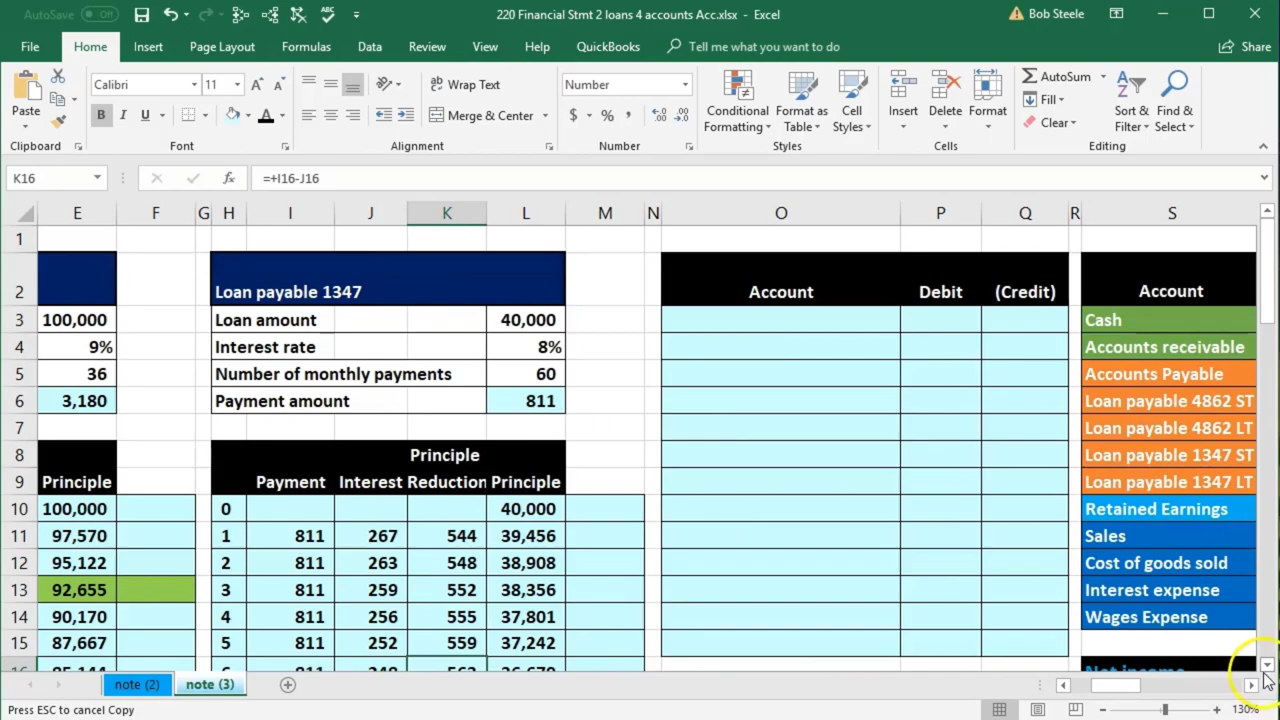 AutoSave Off 220 Financial Stmt 2 loans 4 accounts Acc.xlsx - Excel Bob Steele
File Home Insert Page Layout Formulas Data Review View Help QuickBooks Tell me what you want to do Share
Paste Calibri 11 Wrap Text Number Conditional Formatting Format as Table Cell Styles Insert Delete Format AutoSum Sort & Filter Find & Select
B I U A Merge & Center $ % , Fill
Clear
Clipboard Font Alignment Number Styles Cells Editing
K16 fx =+I16-J16
E F G H I J K L M N O P Q R S
1
2 Loan payable 1347 Account Debit (Credit) Account
3 100,000 Loan amount 40,000 Cash
4 9% Interest rate 8% Accounts receivable
5 36 Number of monthly payments 60 Accounts Payable
6 3,180 Payment amount 811 Loan payable 4862 ST
7 Loan payable 4862 LT
8 Principle Loan payable 1347 ST
9 Principle Payment Interest Reduction Principle Loan payable 1347 LT
10 100,000 0 40,000 Retained Earnings
11 97,570 1 811 267 544 39,456 Sales
12 95,122 2 811 263 548 38,908 Cost of goods sold
13 92,655 3 811 259 552 38,356 Interest expense
14 90,170 4 811 256 555 37,801 Wages Expense
15 87,667 5 811 252 559 37,242
16 85,144 6 811 248 563 36,679 Net income
note (2) note (3)
Press ESC to cancel Copy 130%